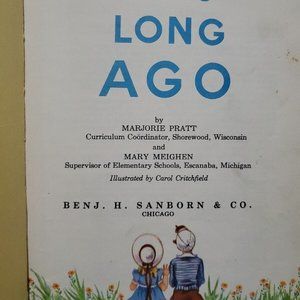 LONG
AGO
by
MARJORIE PRATT
Curriculum Coördinator, Shorewood, Wisconsin
and
MARY MEIGHEN
Supervisor of Elementary Schools, Escanaba, Michigan
Illustrated by Carol Critchfield
BENJ. H. SANBORN & CO.
CHICAGO